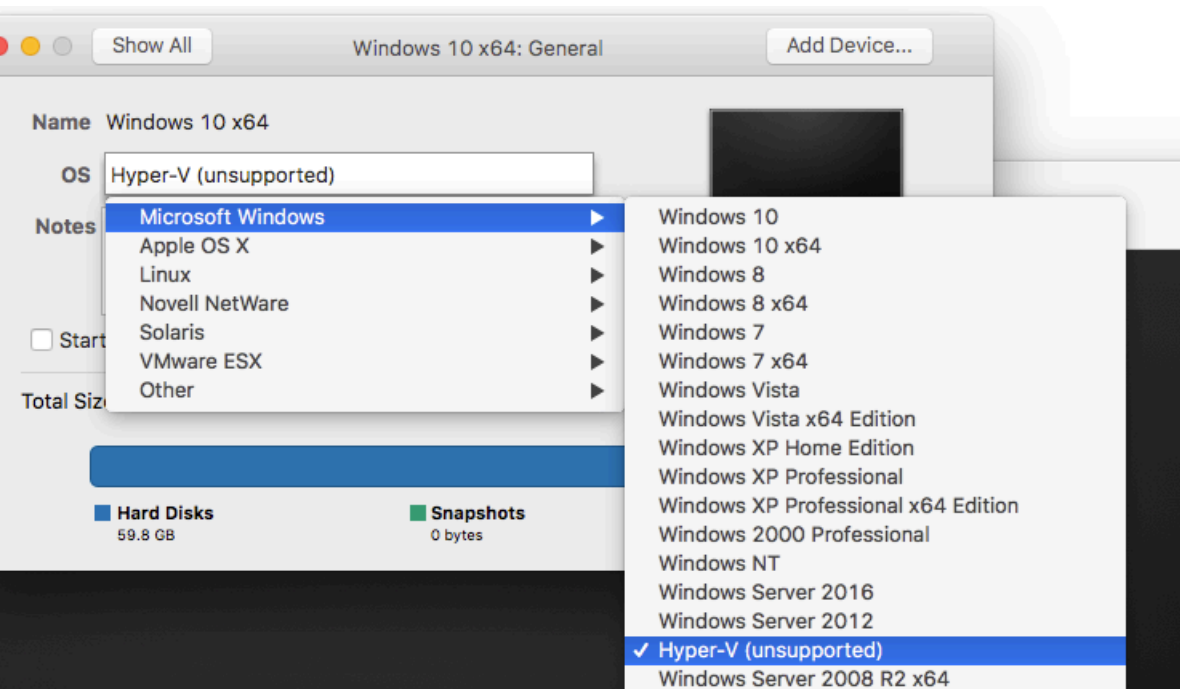 Show All
Windows 10 x64: General
Add Device...
Name Windows 10 x64
OS Hyper-V (unsupported)
Notes
Microsoft Windows
Apple OS X
Linux
Novell NetWare
Solaris
VMware ESX
Other
Start
Total Siz
Hard Disks
59.8 GB
Snapshots
0 bytes
Windows 10
Windows 10 x64
Windows 8
Windows 8 x64
Windows 7
Windows 7 x64
Windows Vista
Windows Vista x64 Edition
Windows XP Home Edition
Windows XP Professional
Windows XP Professional x64 Edition
Windows 2000 Professional
Windows NT
Windows Server 2016
Windows Server 2012
✓ Hyper-V (unsupported)
Windows Server 2008 R2 x64